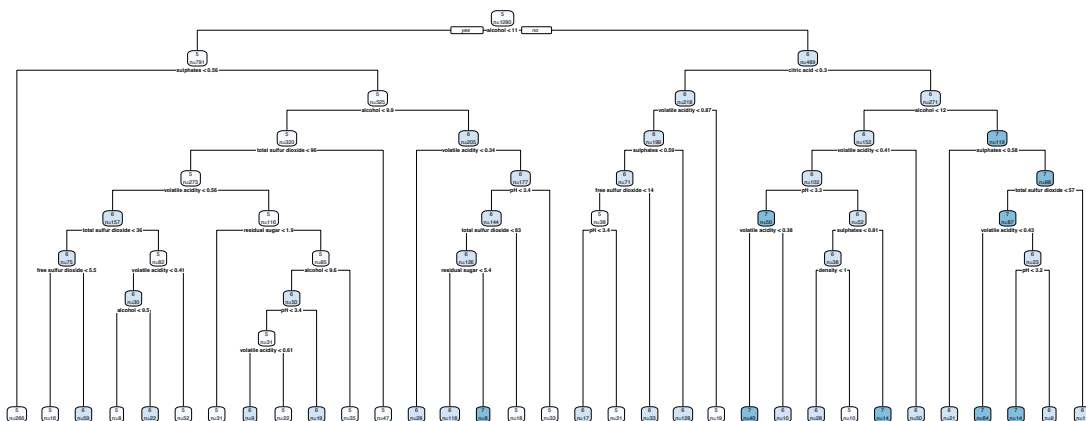 5
n=1280
yes alcohol < 11 no
5
n=791
6
n=489
sulphates < 0.56
citric acid < 0.3
5
n=525
6
n=218
6
n=271
alcohol < 9.9
volatile acidity < 0.87
alcohol < 12
5
n=320
6
n=205
6
n=199
6
n=152
7
n=119
total sulfur dioxide < 96
volatile acidity < 0.34
sulphates < 0.59
volatile acidity < 0.41
sulphates < 0.58
5
n=273
6
n=177
6
n=71
6
n=102
7
n=98
volatile acidity < 0.56
pH < 3.4
free sulfur dioxide < 14
pH < 3.3
total sulfur dioxide < 57
6
n=157
5
n=116
6
n=144
5
n=38
7
n=50
6
n=52
7
n=87
total sulfur dioxide < 36
residual sugar < 1.9
total sulfur dioxide < 83
pH < 3.4
volatile acidity < 0.38
sulphates < 0.81
volatile acidity < 0.43
6
n=75
5
n=82
5
n=85
6
n=126
6
n=38
6
n=23
free sulfur dioxide < 5.5
volatile acidity < 0.41
alcohol < 9.6
residual sugar < 5.4
density < 1
pH < 3.2
6
n=30
6
n=50
alcohol < 9.5
pH < 3.4
5
n=31
volatile acidity < 0.61
5
n=266
5
n=16
6
n=59
5
n=8
6
n=22
5
n=52
5
n=31
6
n=9
5
n=22
6
n=19
5
n=35
5
n=47
6
n=28
6
n=118
7
n=8
5
n=18
5
n=33
6
n=17
5
n=21
6
n=33
6
n=128
5
n=19
7
n=40
6
n=10
6
n=28
5
n=10
7
n=14
6
n=50
6
n=21
7
n=64
7
n=14
6
n=9
6